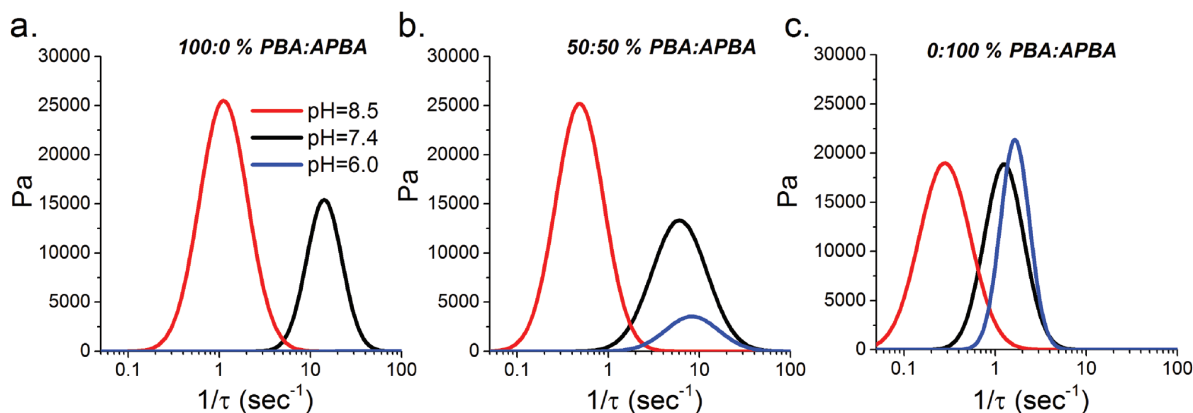 a.
100:0 % PBA:APBA
30000
25000
20000
15000
10000
5000
0
Pa
pH=8.5
pH=7.4
pH=6.0
0.1 1 10 100
1/τ (sec⁻¹)
b.
50:50 % PBA:APBA
30000
25000
20000
15000
10000
5000
0
Pa
0.1 1 10 100
1/τ (sec⁻¹)
c.
0:100 % PBA:APBA
30000
25000
20000
15000
10000
5000
0
Pa
0.1 1 10 100
1/τ (sec⁻¹)